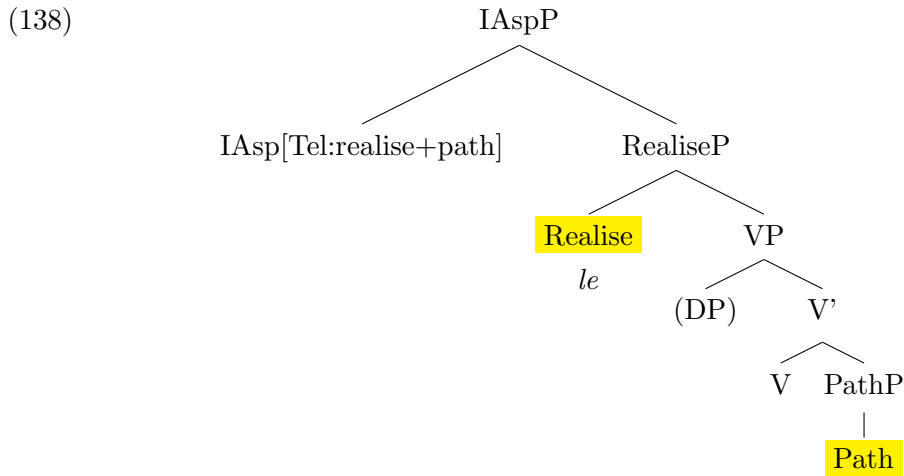 (138) IAspP
IAsp[Tel:realise+path] RealiseP
Realise VP
le
(DP) V'
V PathP
Path